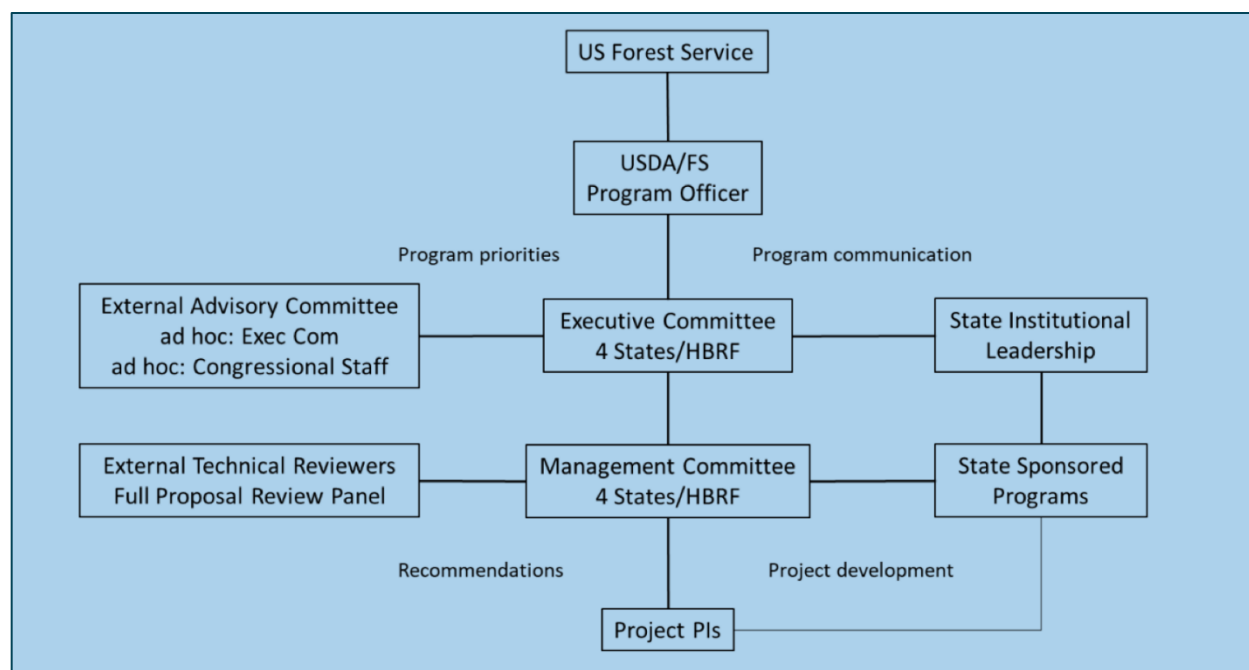 US Forest Service
USDA/FS
Program Officer
Program priorities
Program communication
External Advisory Committee
ad hoc: Exec Com
ad hoc: Congressional Staff
Executive Committee
4 States/HBRF
State Institutional
Leadership
External Technical Reviewers
Full Proposal Review Panel
Management Committee
4 States/HBRF
State Sponsored
Programs
Recommendations
Project development
Project PIs